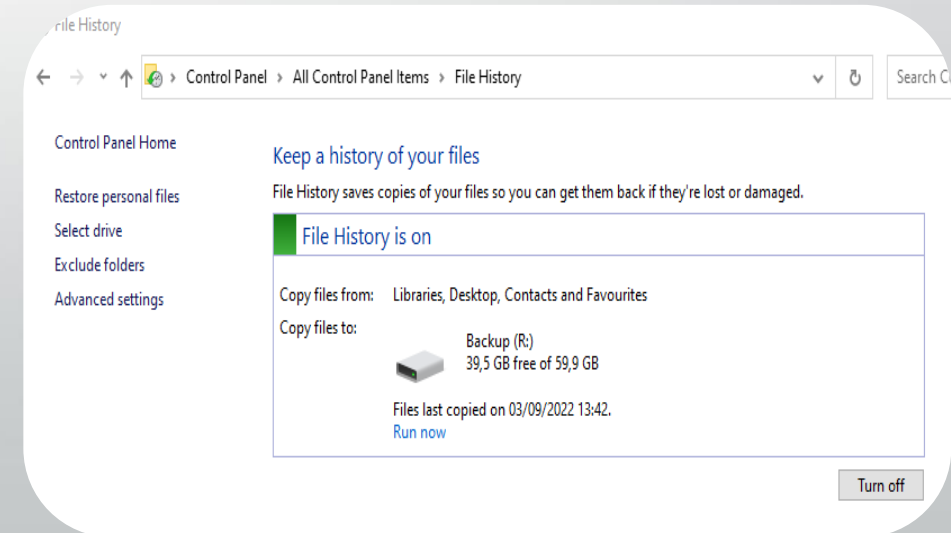 File History
Control Panel > All Control Panel Items > File History
Search C
Control Panel Home
Restore personal files
Select drive
Exclude folders
Advanced settings
Keep a history of your files
File History saves copies of your files so you can get them back if they're lost or damaged.
File History is on
Copy files from: Libraries, Desktop, Contacts and Favourites
Copy files to:
Backup (R:)
39,5 GB free of 59,9 GB
Files last copied on 03/09/2022 13:42.
Run now
Turn off